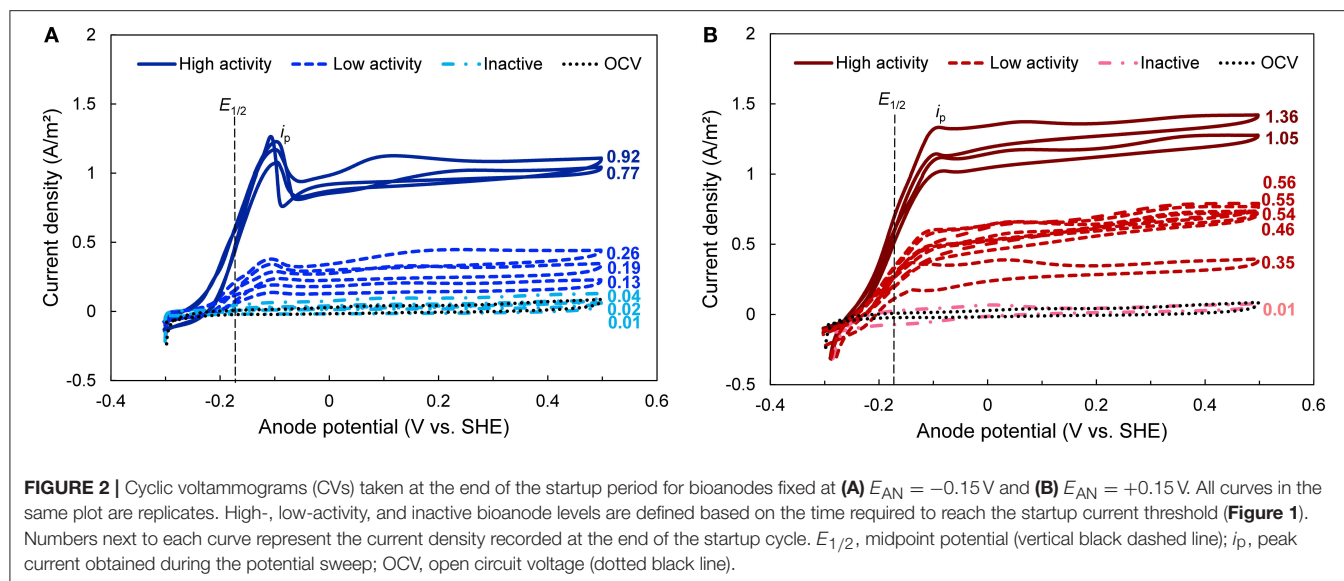 A
High activity Low activity Inactive OCV
2
1.5
1
0.5
0
-0.5
Current density (A/m²)
E1/2
ip
0.92
0.77
0.26
0.19
0.13
0.04
0.02
0.01
-0.4 -0.2 0 0.2 0.4 0.6
Anode potential (V vs. SHE)
B
High activity Low activity Inactive OCV
2
1.5
1
0.5
0
-0.5
Current density (A/m²)
E1/2
ip
1.36
1.05
0.56
0.55
0.54
0.46
0.35
0.01
-0.4 -0.2 0 0.2 0.4 0.6
Anode potential (V vs. SHE)
FIGURE 2 | Cyclic voltammograms (CVs) taken at the end of the startup period for bioanodes fixed at (A) EAN = −0.15 V and (B) EAN = +0.15 V. All curves in the
same plot are replicates. High-, low-activity, and inactive bioanode levels are defined based on the time required to reach the startup current threshold (Figure 1).
Numbers next to each curve represent the current density recorded at the end of the startup cycle. E1/2, midpoint potential (vertical black dashed line); ip, peak
current obtained during the potential sweep; OCV, open circuit voltage (dotted black line).